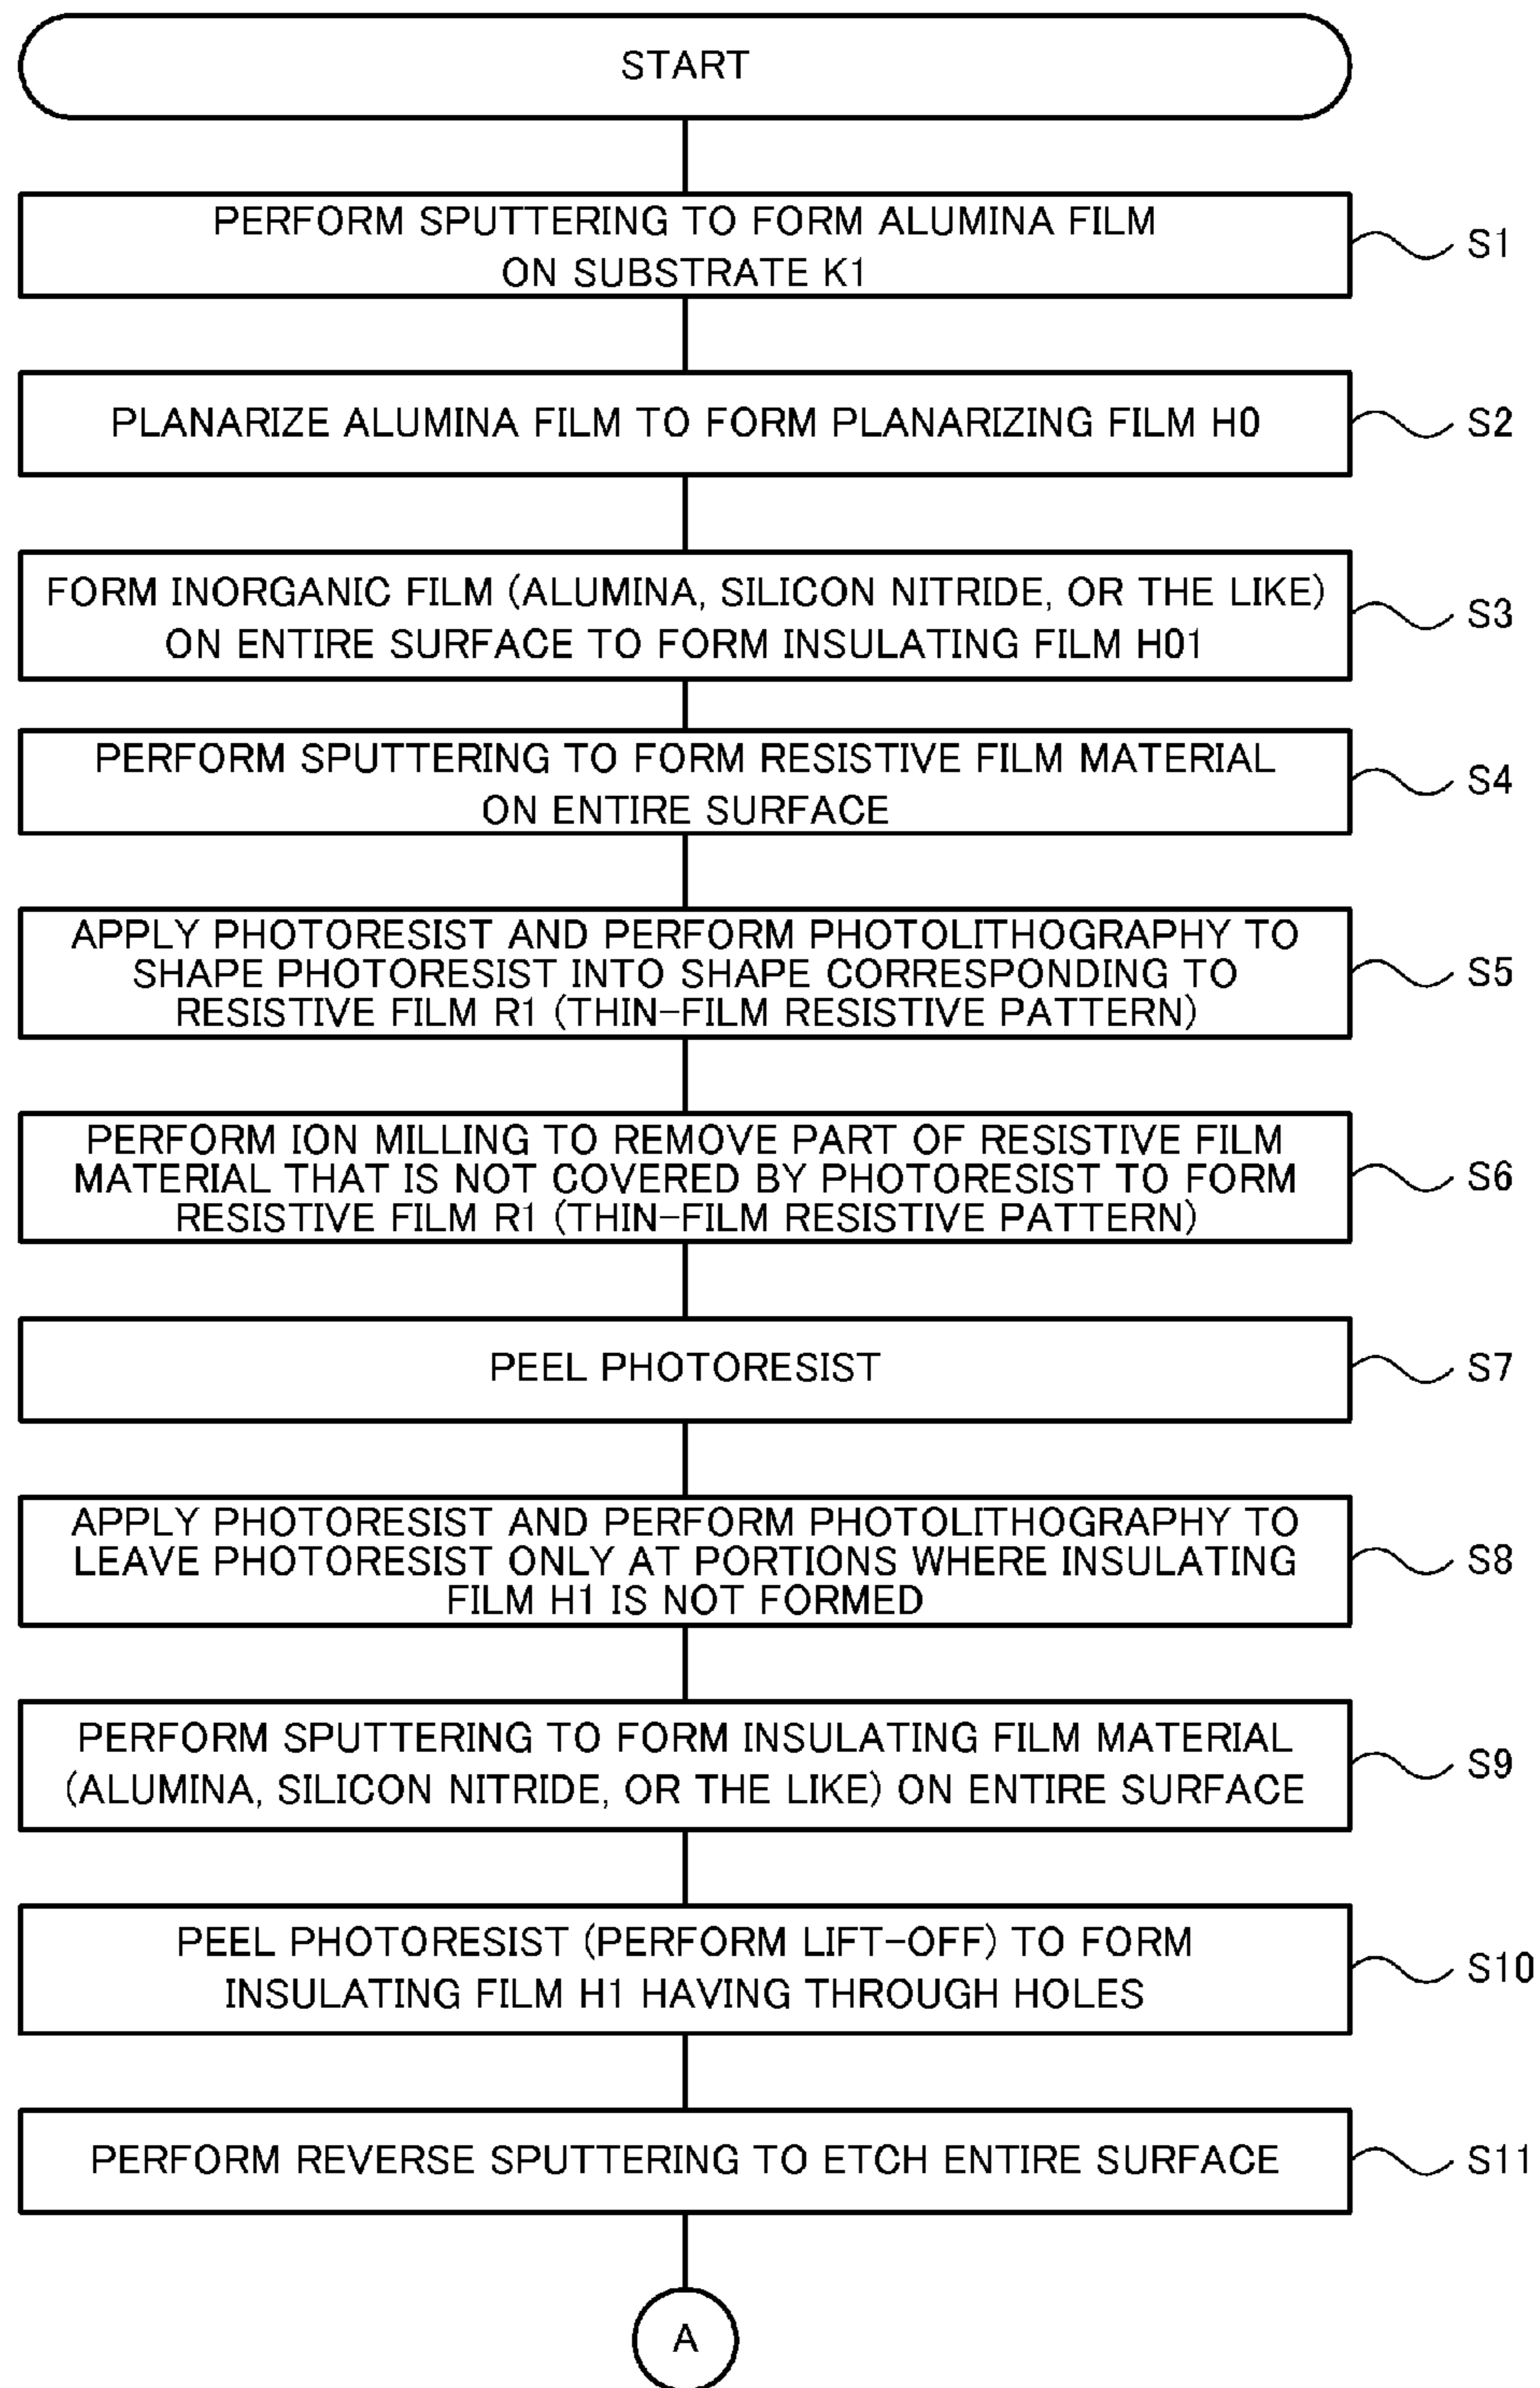 START
PERFORM SPUTTERING TO FORM ALUMINA FILM
ON SUBSTRATE K1
S1
PLANARIZE ALUMINA FILM TO FORM PLANARIZING FILM H0
S2
FORM INORGANIC FILM (ALUMINA, SILICON NITRIDE, OR THE LIKE)
ON ENTIRE SURFACE TO FORM INSULATING FILM H01
S3
PERFORM SPUTTERING TO FORM RESISTIVE FILM MATERIAL
ON ENTIRE SURFACE
S4
APPLY PHOTORESIST AND PERFORM PHOTOLITHOGRAPHY TO
SHAPE PHOTORESIST INTO SHAPE CORRESPONDING TO
RESISTIVE FILM R1 (THIN-FILM RESISTIVE PATTERN)
S5
PERFORM ION MILLING TO REMOVE PART OF RESISTIVE FILM
MATERIAL THAT IS NOT COVERED BY PHOTORESIST TO FORM
RESISTIVE FILM R1 (THIN-FILM RESISTIVE PATTERN)
S6
PEEL PHOTORESIST
S7
APPLY PHOTORESIST AND PERFORM PHOTOLITHOGRAPHY TO
LEAVE PHOTORESIST ONLY AT PORTIONS WHERE INSULATING
FILM H1 IS NOT FORMED
S8
PERFORM SPUTTERING TO FORM INSULATING FILM MATERIAL
(ALUMINA, SILICON NITRIDE, OR THE LIKE) ON ENTIRE SURFACE
S9
PEEL PHOTORESIST (PERFORM LIFT-OFF) TO FORM
INSULATING FILM H1 HAVING THROUGH HOLES
S10
PERFORM REVERSE SPUTTERING TO ETCH ENTIRE SURFACE
S11
A